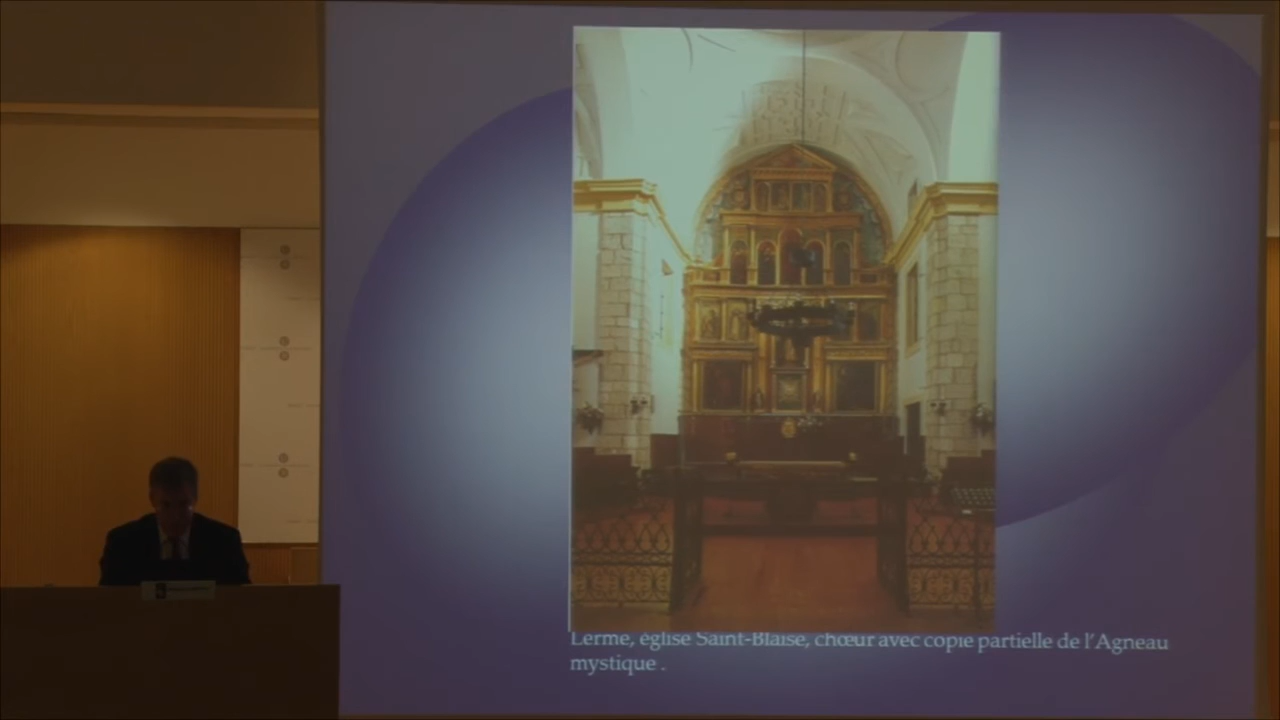 Lerme, église Saint-Blaise, chœur avec copie partielle de l'Agneau
mystique .